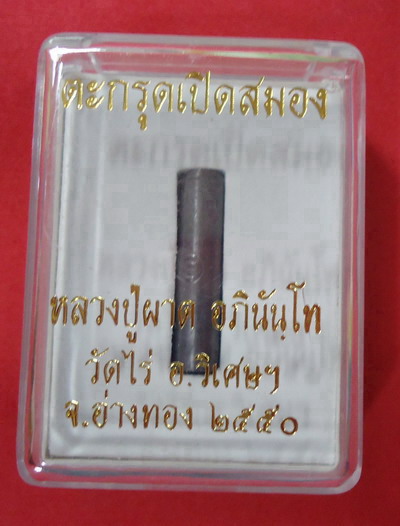 ตะกรุดเปิดสมอง
หลวงปู่ผาด อภินันฺโท
วัดไร่ อ.วิเศษฯ
จ.อ่างทอง ๒๕๕๐